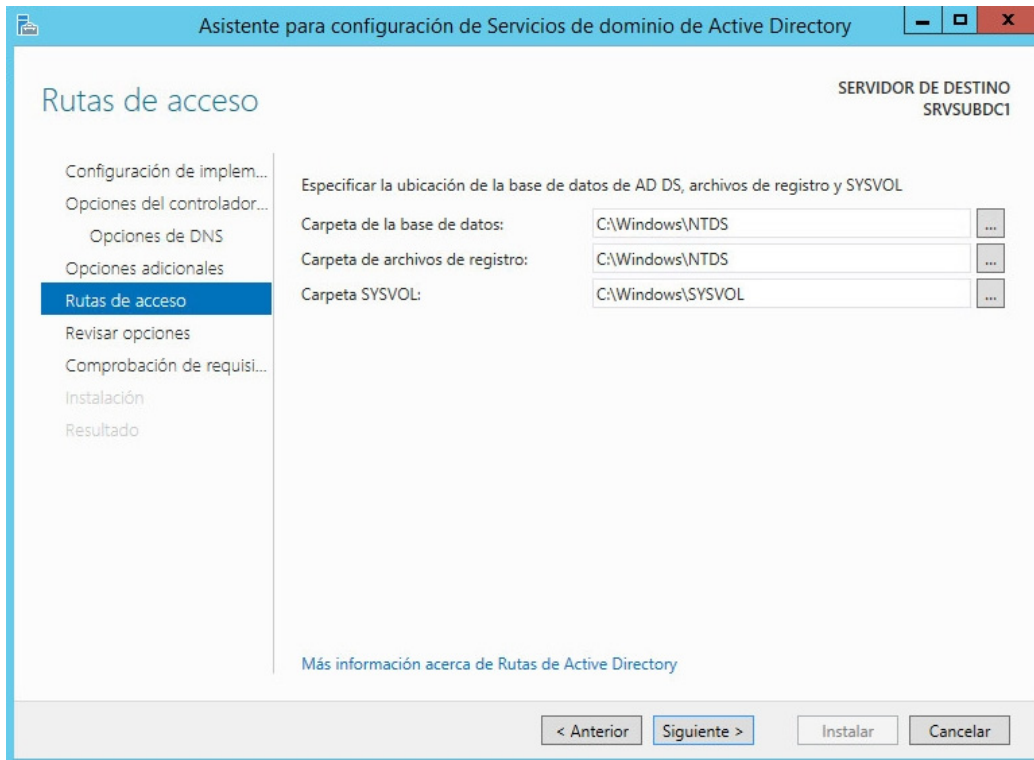 Asistente para configuración de Servicios de dominio de Active Directory
Rutas de acceso
SERVIDOR DE DESTINO
SRVSUBDC1
Configuración de implem...
Opciones del controlador...
Opciones de DNS
Opciones adicionales
Rutas de acceso
Revisar opciones
Comprobación de requisi...
Instalación
Resultado
Especificar la ubicación de la base de datos de AD DS, archivos de registro y SYSVOL
Carpeta de la base de datos: C:\Windows\NTDS ...
Carpeta de archivos de registro: C:\Windows\NTDS ...
Carpeta SYSVOL: C:\Windows\SYSVOL ...
Más información acerca de Rutas de Active Directory
< Anterior Siguiente > Instalar Cancelar